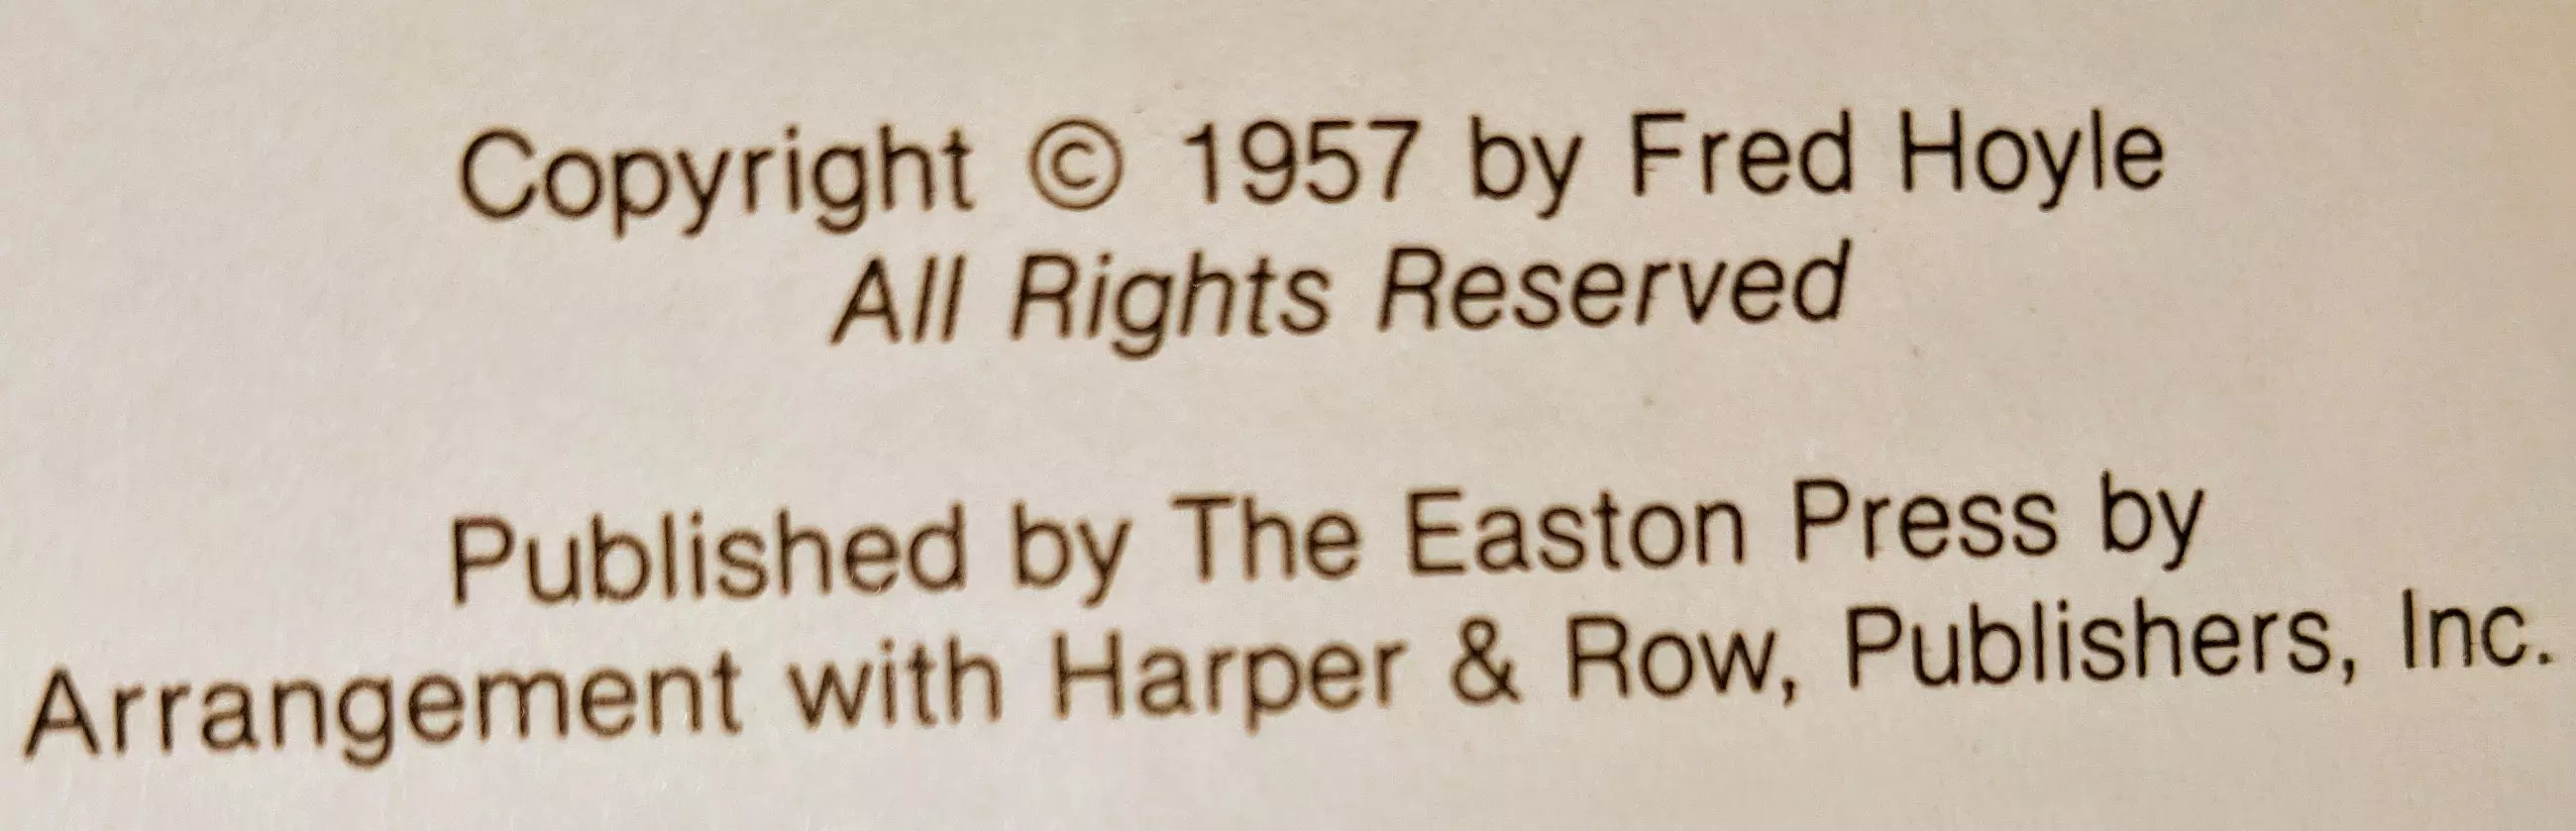 Copyright © 1957 by Fred Hoyle
All Rights Reserved
Published by The Easton Press by
Arrangement with Harper & Row, Publishers, Inc.